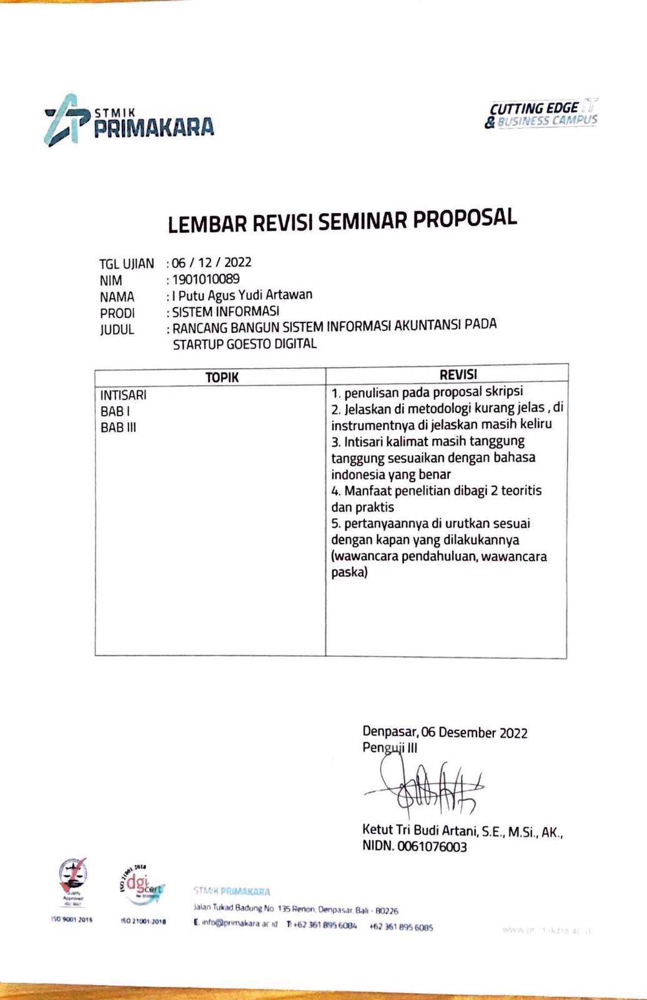 STMIK
PRIMAKARA
CUTTING EDGE IT
& BUSINESS CAMPUS
LEMBAR REVISI SEMINAR PROPOSAL
TGL UJIAN : 06 / 12 / 2022
NIM : 1901010089
NAMA : I Putu Agus Yudi Artawan
PRODI : SISTEM INFORMASI
JUDUL : RANCANG BANGUN SISTEM INFORMASI AKUNTANSI PADA
STARTUP GOESTO DIGITAL
TOPIK
INTISARI
BAB I
BAB III
REVISI
1. penulisan pada proposal skripsi
2. Jelaskan di metodologi kurang jelas , di
instrumentnya di jelaskan masih keliru
3. Intisari kalimat masih tanggung
tanggung sesuaikan dengan bahasa
indonesia yang benar
4. Manfaat penelitian dibagi 2 teoritis
dan praktis
5. pertanyaannya di urutkan sesuai
dengan kapan yang dilakukannya
(wawancara pendahuluan, wawancara
paska)
Denpasar, 06 Desember 2022
Penguji III
Ketut Tri Budi Artani, S.E., M.Si., AK.,
NIDN. 0061076003
Quality
Approved
ISO 9001
ISO 9001 2015
ISO 21001 2018
dgi
cert
ISO 21001 2018
STMIK PRIMAKARA
Jalan Tukad Badung No. 135 Renon, Denpasar, Bali - 80226
E. info@primakara.ac.id T: +62 361 895 6084 +62 361 895 6085